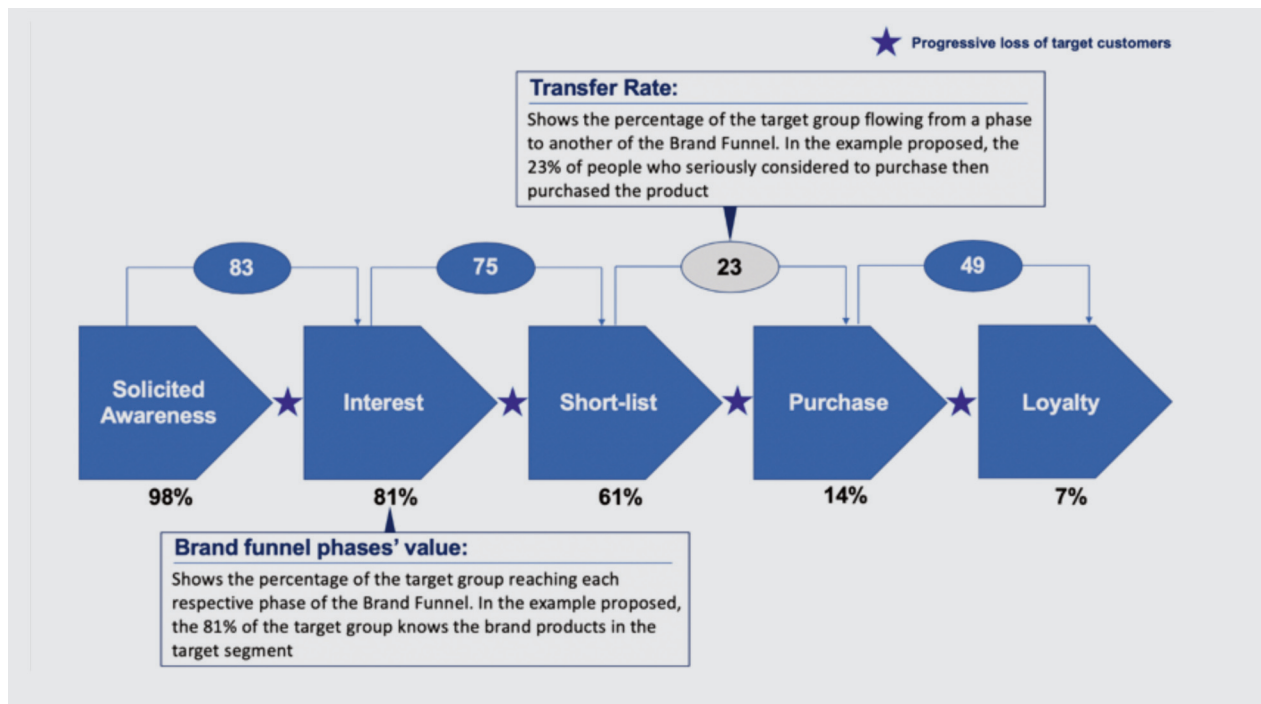 Progressive loss of target customers
Transfer Rate:
Shows the percentage of the target group flowing from a phase
to another of the Brand Funnel. In the example proposed, the
23% of people who seriously considered to purchase then
purchased the product
83
75
23
49
Solicited
Awareness
Interest
Short-list
Purchase
Loyalty
98%
81%
61%
14%
7%
Brand funnel phases' value:
Shows the percentage of the target group reaching each
respective phase of the Brand Funnel. In the example proposed,
the 81% of the target group knows the brand products in the
target segment